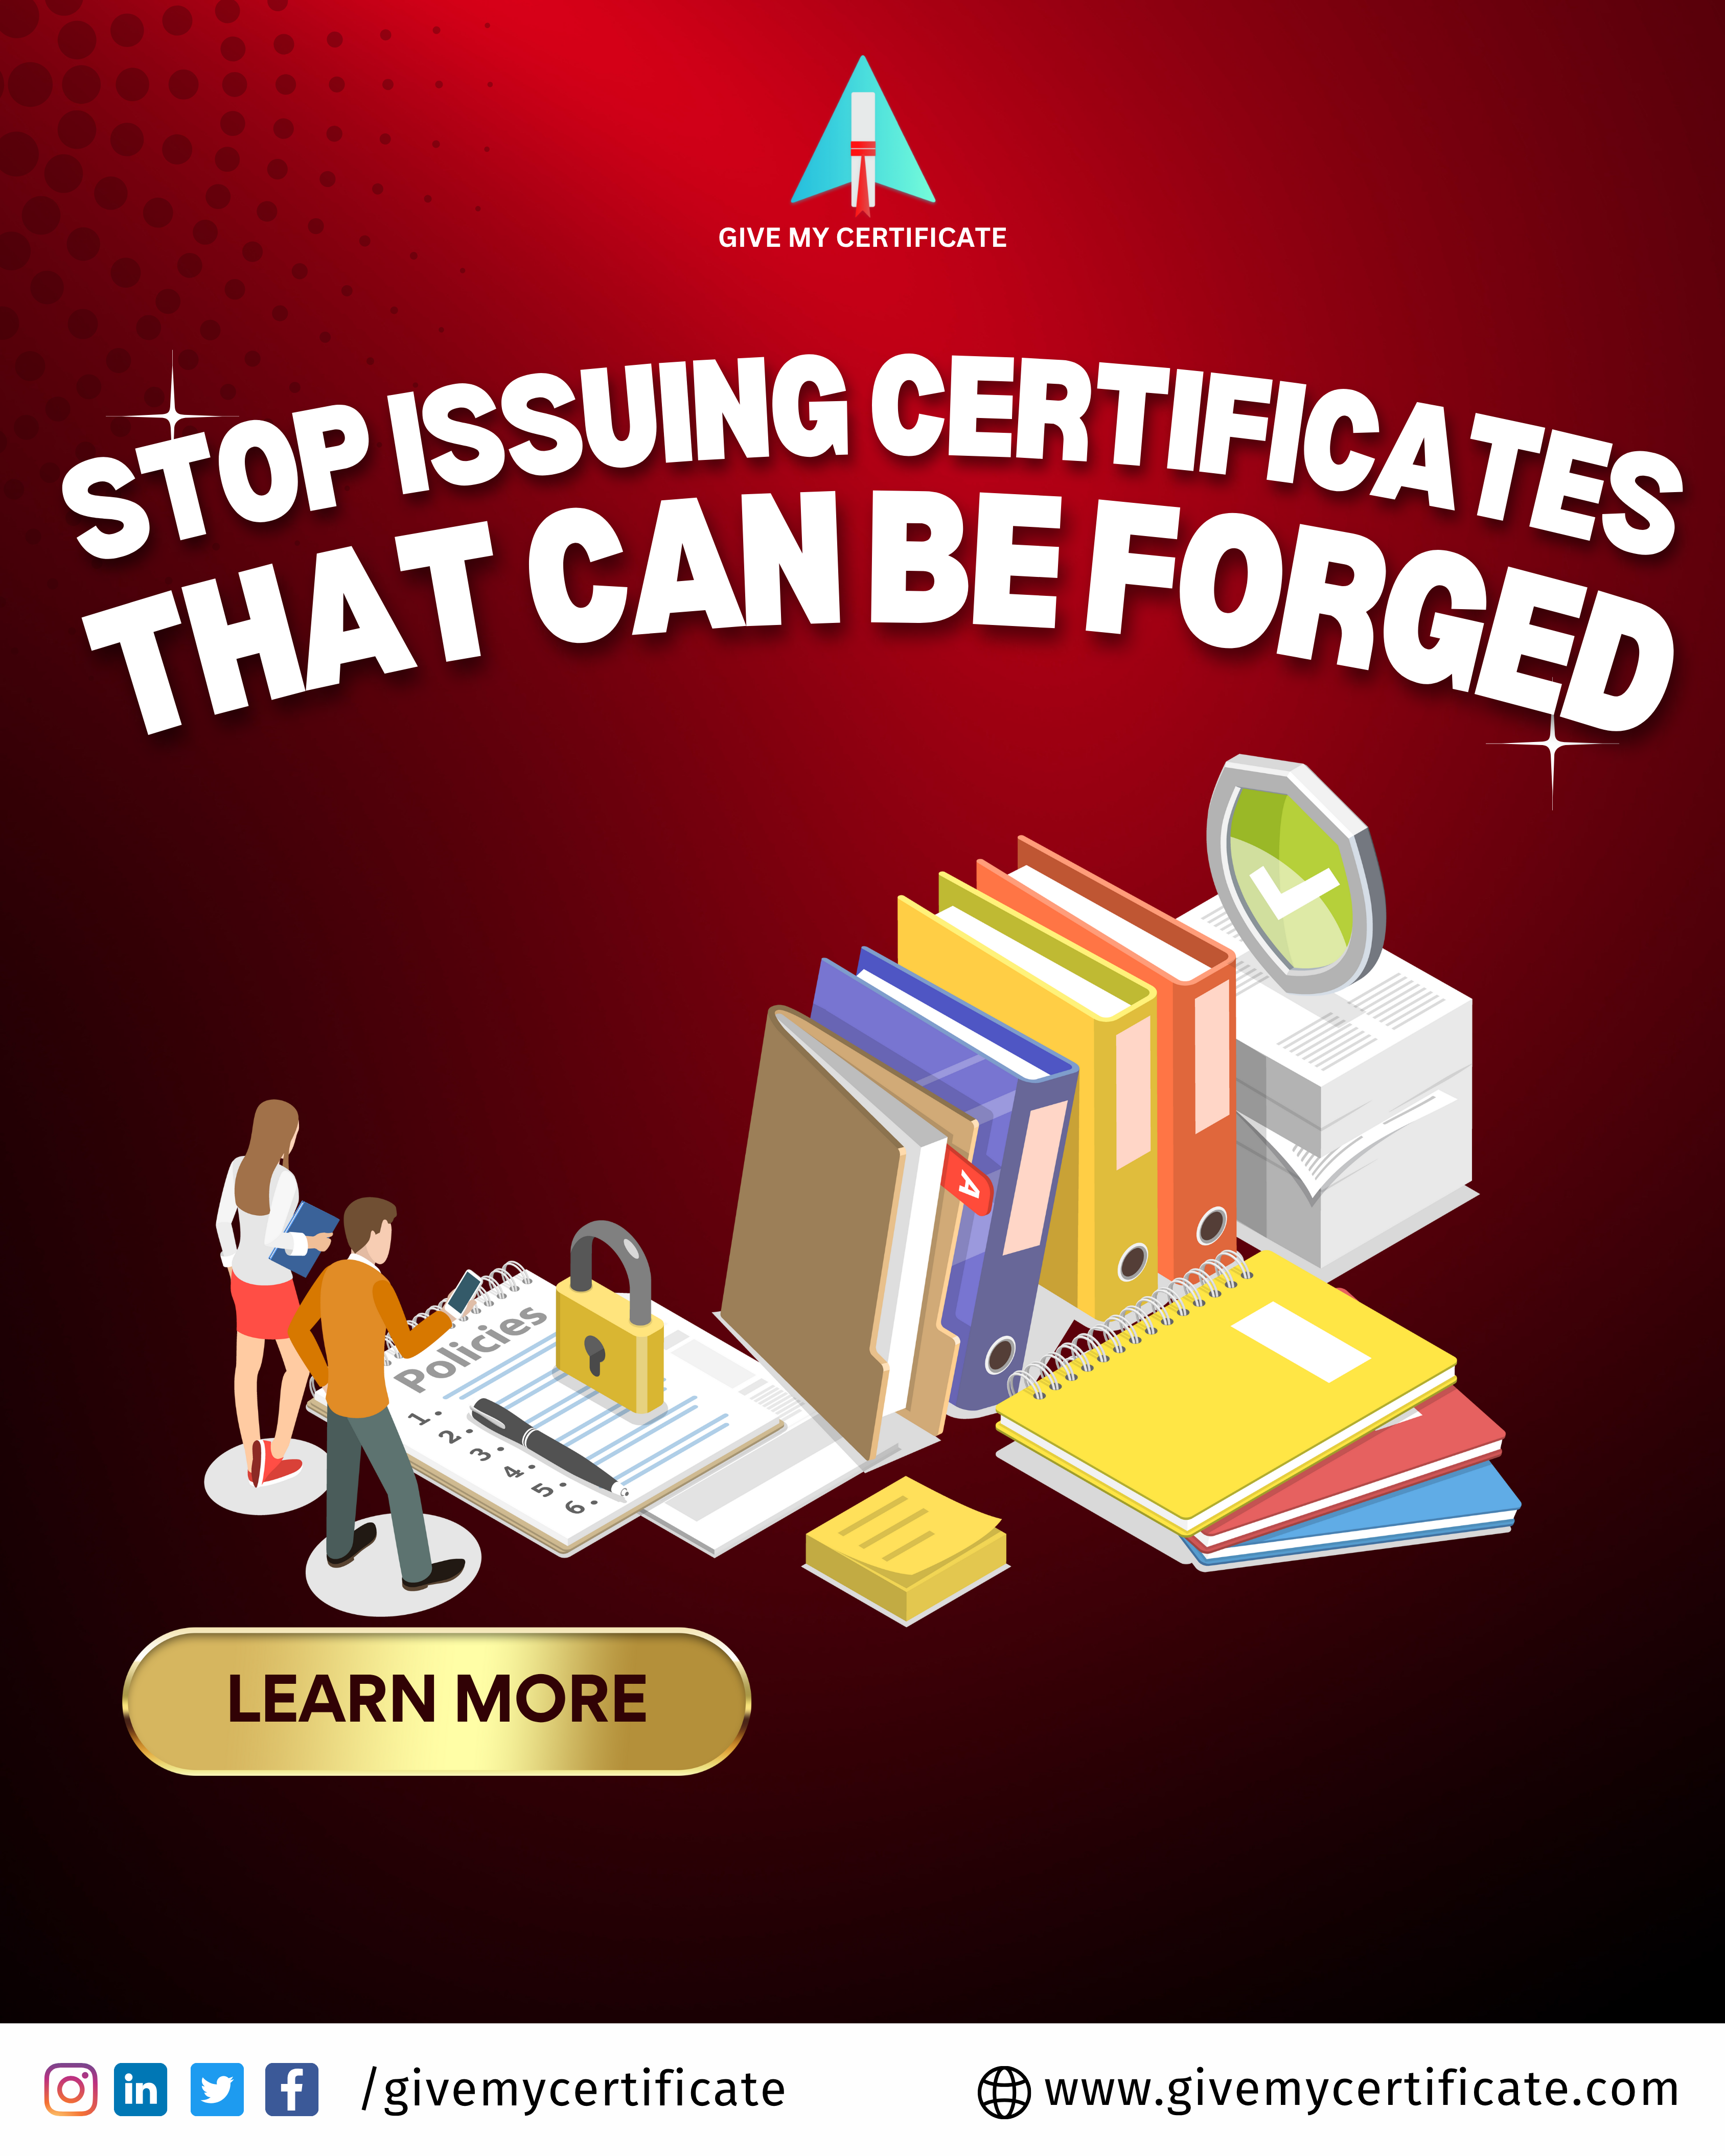 GIVE MY CERTIFICATE
STOP ISSUING CERTIFICATES
THAT CAN BE FORGED
A
Policies
1.
2.
3.
4.
5.
6.
LEARN MORE
/givemycertificate
www.givemycertificate.com